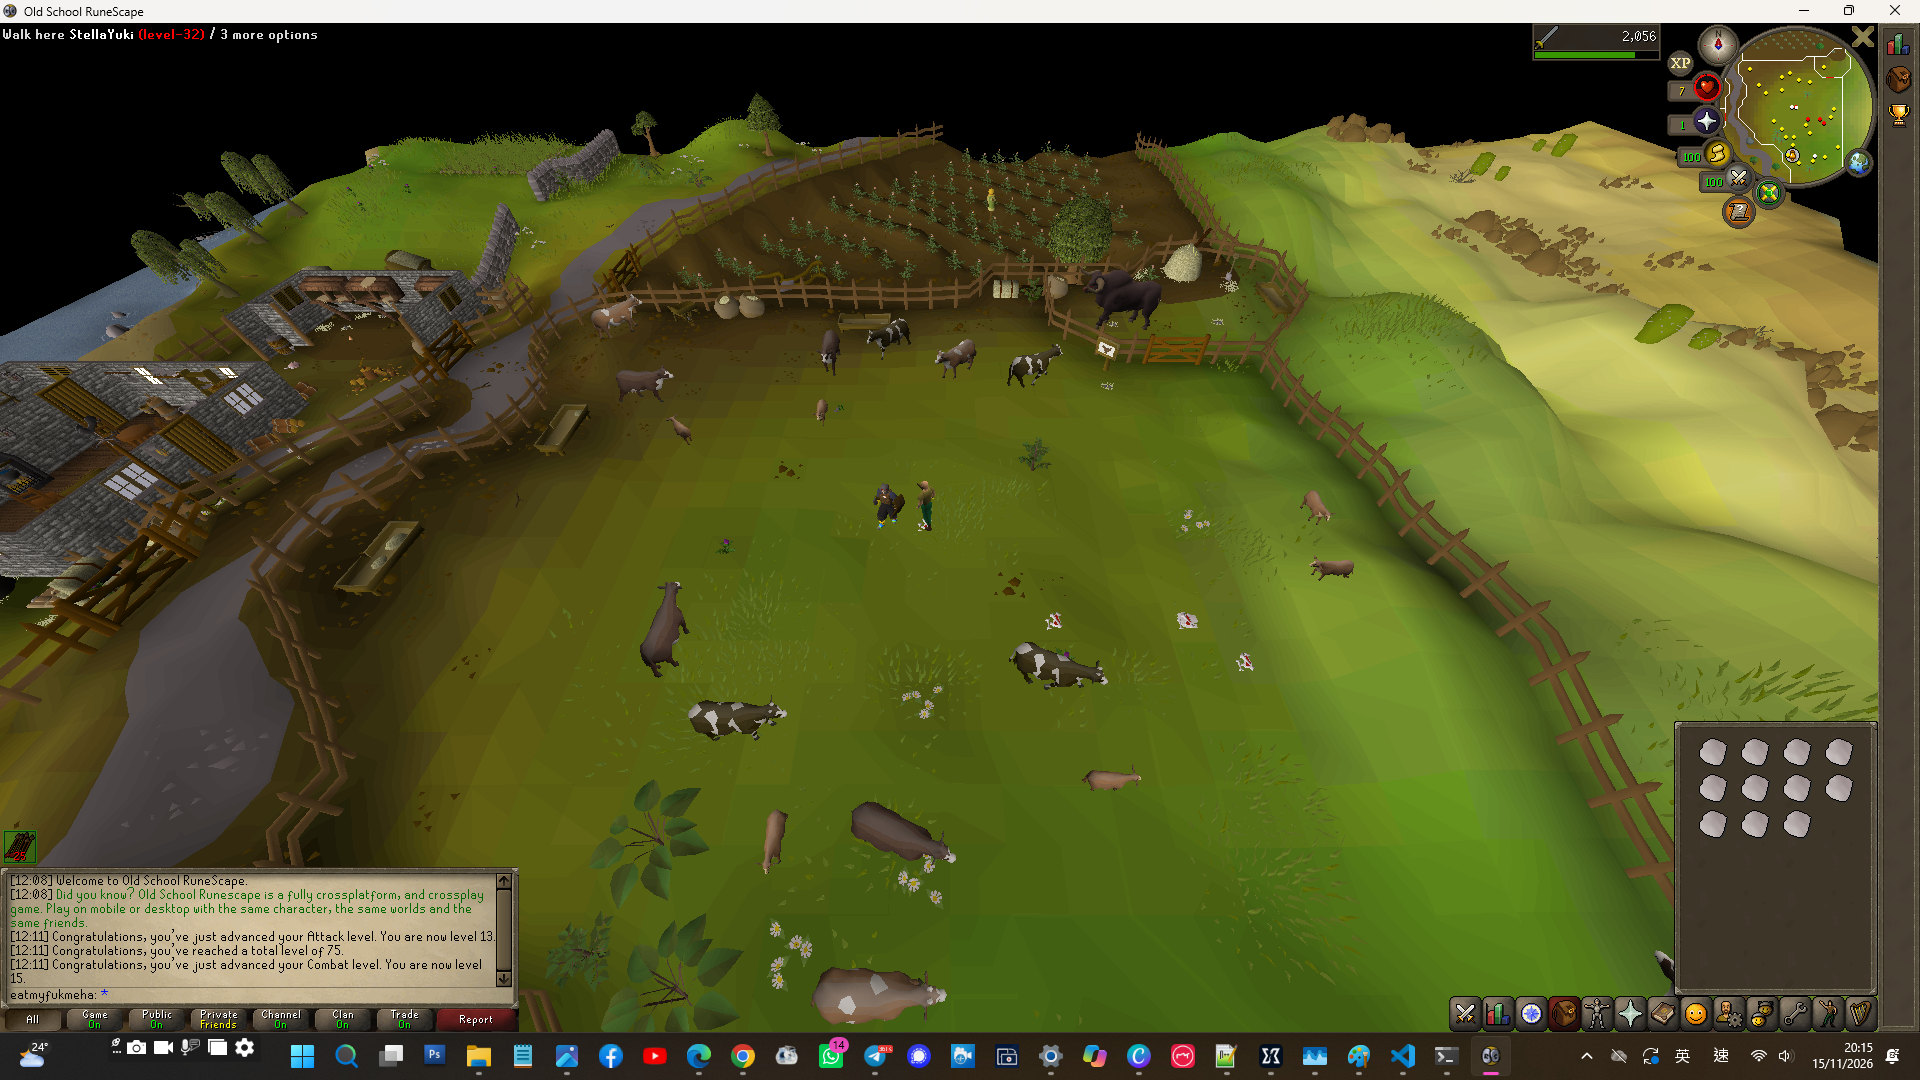 Old School RuneScape
Walk here StellaYuki (level-32) / 3 more options
2,056
N
XP
7
1
100
100
23
[12:08] Welcome to Old School RuneScape.
[12:08] Did you know? Old School Runescape is a fully crossplatform, and crossplay
game. Play on mobile or desktop with the same character, the same worlds and the
same friends.
[12:11] Congratulations, you've just advanced your Attack level. You are now level 13.
[12:11] Congratulations, you've reached a total level of 75.
[12:11] Congratulations, you've just advanced your Combat level. You are now level
15.
eatmyfukmeha: *
All
Game
On
Public
On
Private
Friends
Channel
On
Clan
On
Trade
On
Report
24°
Ps
14
英
速
20:15
15/11/2026